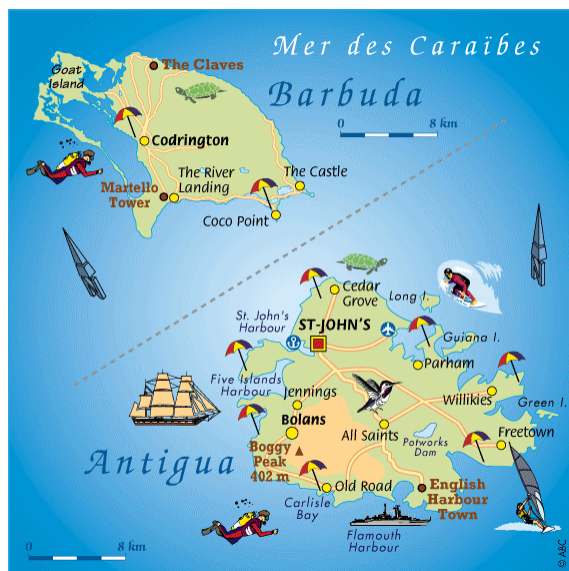 Mer des Caraïbes
Goat
Island
The Claves
Barbuda
0 8 km
Codrington
The River
Landing
The Castle
Martello
Tower
Coco Point
Cedar
Grove
Long I.
St. John's
Harbour
ST-JOHN'S
Guiana I.
Parham
Five Islands
Harbour
Jennings
Willikies
Green I.
Bolans
All Saints
Potworks
Dam
Freetown
Boggy
Peak
402 m
Antigua
Old Road
English
Harbour
Town
Carlisle
Bay
Flamouth
Harbour
0 8 km
© ABC